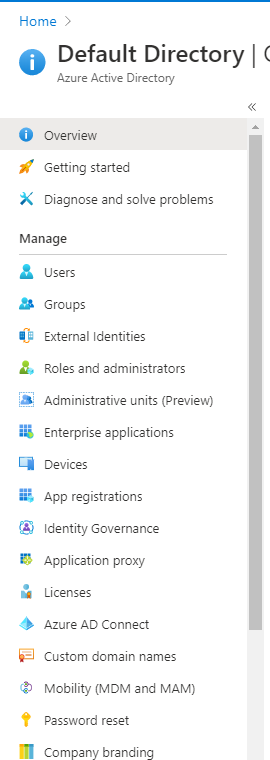 Home
Default Directory |
Azure Active Directory
Overview
Getting started
Diagnose and solve problems
Manage
Users
Groups
External Identities
Roles and administrators
Administrative units (Preview)
Enterprise applications
Devices
App registrations
Identity Governance
Application proxy
Licenses
Azure AD Connect
Custom domain names
Mobility (MDM and MAM)
Password reset
Company branding